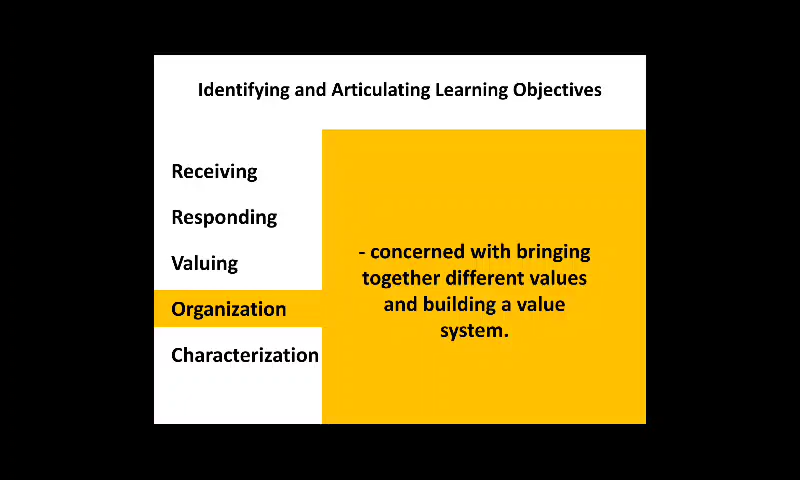 Identifying and Articulating Learning Objectives
Receiving
Responding
Valuing
Organization
Characterization
- concerned with bringing
together different values
and building a value
system.